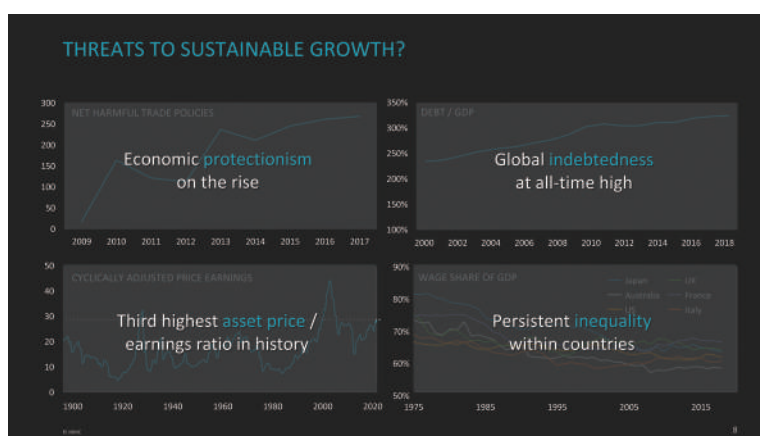 THREATS TO SUSTAINABLE GROWTH?
NET HARMFUL TRADE POLICIES
300
250
200
150
100
50
0
Economic protectionism
on the rise
2009 2010 2011 2012 2013 2014 2015 2016 2017
DEBT / GDP
350%
300%
250%
200%
150%
100%
Global indebtedness
at all-time high
2000 2002 2004 2006 2008 2010 2012 2014 2016 2018
CYCLICALLY ADJUSTED PRICE EARNINGS
50
40
30
20
10
0
Third highest asset price /
earnings ratio in history
1900 1920 1940 1960 1980 2000 2020
WAGE SHARE OF GDP
90%
80%
70%
60%
50%
Japan UK
Australia France
US Italy
Persistent inequality
within countries
1975 1985 1995 2005 2015
8